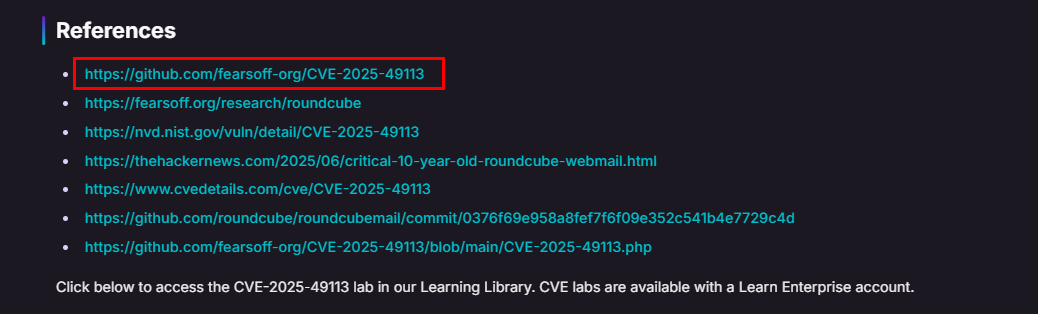 References
https://github.com/fearsoff-org/CVE-2025-49113
https://fearsoff.org/research/roundcube
https://nvd.nist.gov/vuln/detail/CVE-2025-49113
https://thehackernews.com/2025/06/critical-10-year-old-roundcube-webmail.html
https://www.cvedetails.com/cve/CVE-2025-49113
https://github.com/roundcube/roundcubemail/commit/0376f69e958a8fef7f6f09e352c541b4e7729c4d
https://github.com/fearsoff-org/CVE-2025-49113/blob/main/CVE-2025-49113.php
Click below to access the CVE-2025-49113 lab in our Learning Library. CVE labs are available with a Learn Enterprise account.